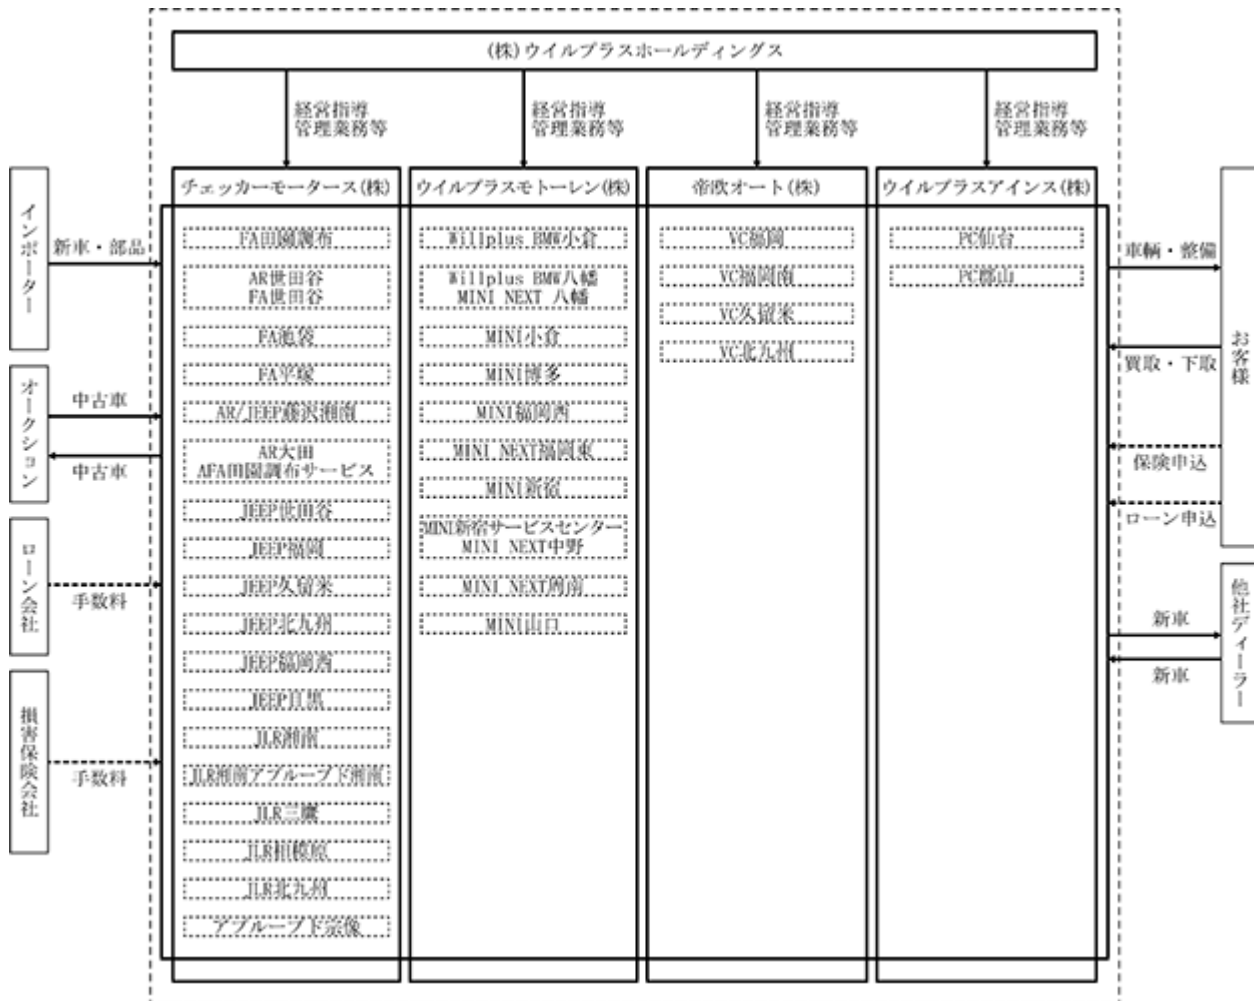 (株)ウイルプラスホールディングス
経営指導
管理業務等
経営指導
管理業務等
経営指導
管理業務等
経営指導
管理業務等
インポーター
新車・部品
オークション
中古車
中古車
ローン会社
手数料
損害保険会社
手数料
チェッカーモータース(株)
FA田園調布
AR世田谷
FA世田谷
FA池袋
FA平塚
AR/JEEP藤沢湘南
AR大田
AFA田園調布サービス
JEEP世田谷
JEEP福岡
JEEP久留米
JEEP北九州
JEEP福岡西
JEEP目黒
JLR湘南
JLR湘南アプルーブド湘南
JLR三鷹
JLR相模原
JLR北九州
アプルーブド宗像
ウイルプラスモトーレン(株)
Willplus BMW小倉
Willplus BMW八幡
MINI NEXT 八幡
MINI小倉
MINI博多
MINI福岡西
MINI NEXT福岡東
MINI新宿
MINI新宿サービスセンター
MINI NEXT中野
MINI NEXT周南
MINI山口
帝欧オート(株)
VC福岡
VC福岡南
VC久留米
VC北九州
ウイルプラスアインス(株)
PC仙台
PC郡山
車輌・整備
買取・下取
保険申込
ローン申込
お客様
新車
新車
他社ディーラー